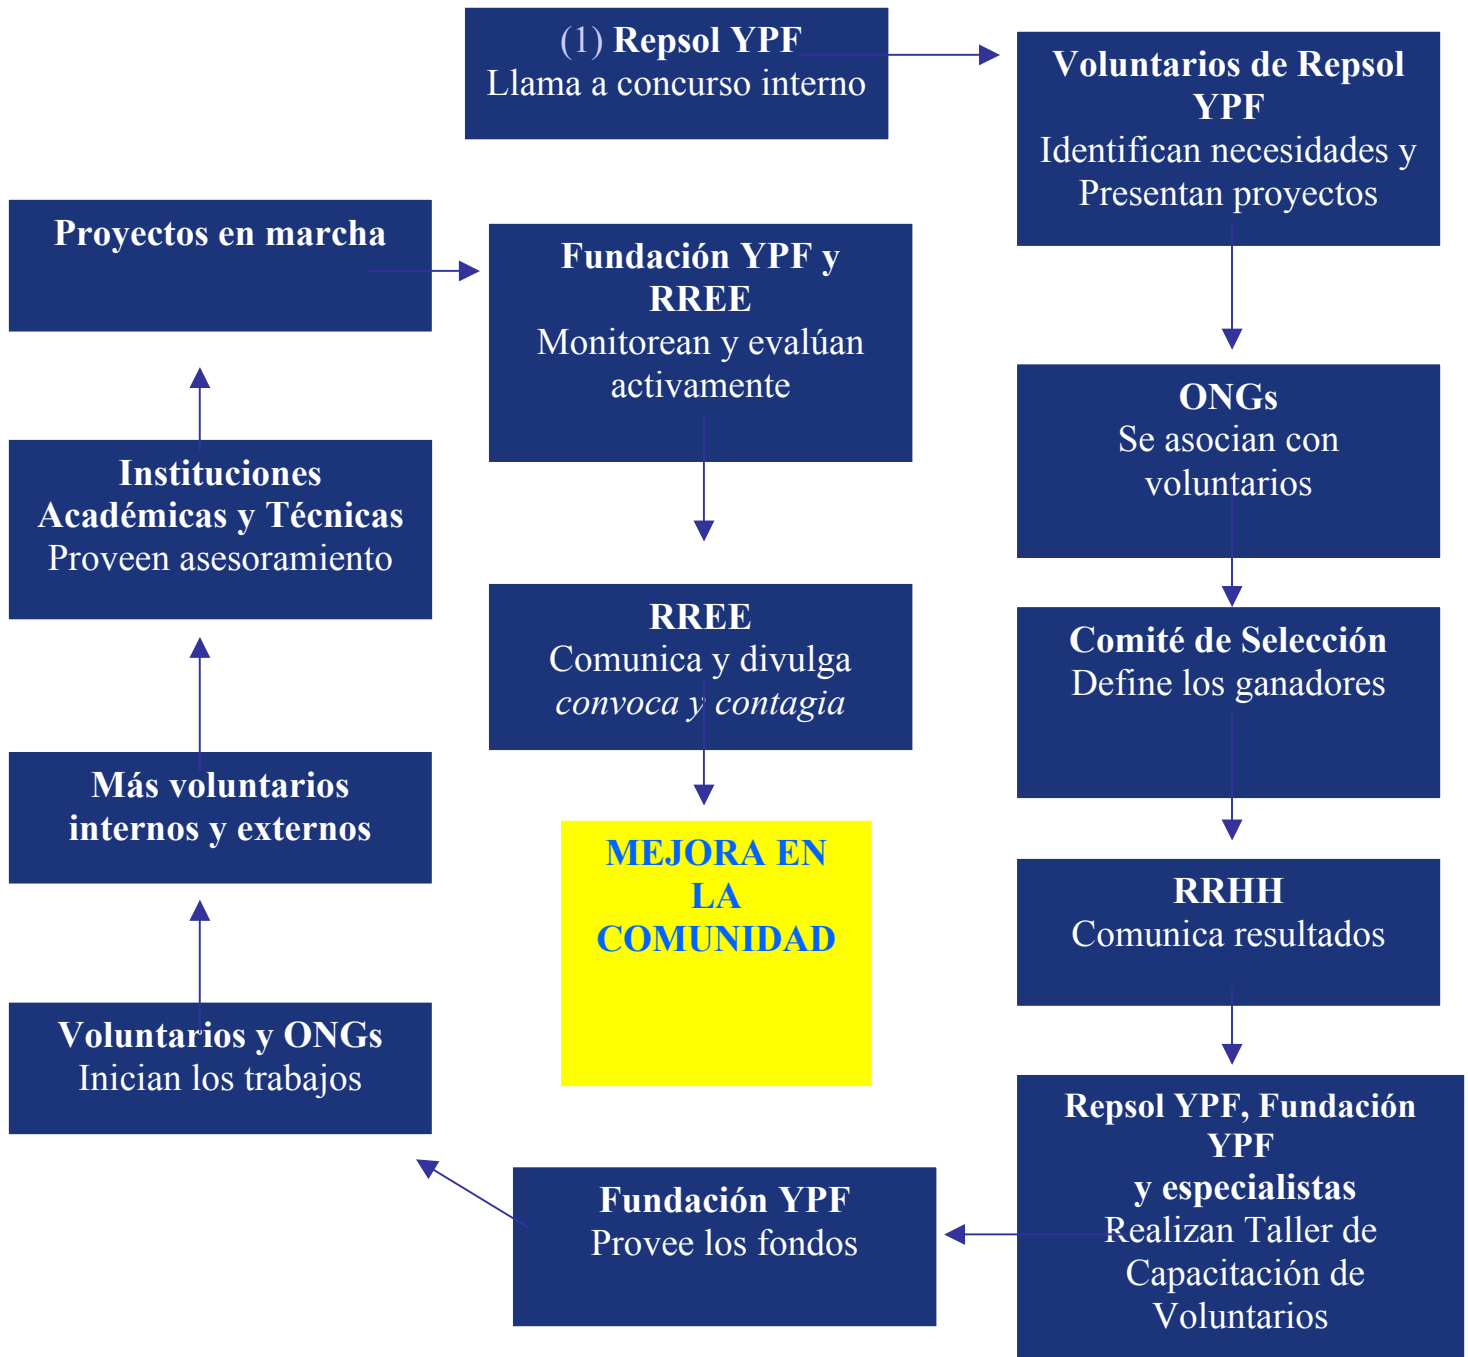 (1) Repsol YPF
Llama a concurso interno
Voluntarios de Repsol
YPF
Identifican necesidades y
Presentan proyectos
ONGs
Se asocian con
voluntarios
Comité de Selección
Define los ganadores
RRHH
Comunica resultados
Repsol YPF, Fundación
YPF
y especialistas
Realizan Taller de
Capacitación de
Voluntarios
Fundación YPF
Provee los fondos
Voluntarios y ONGs
Inician los trabajos
Más voluntarios
internos y externos
Instituciones
Académicas y Técnicas
Proveen asesoramiento
Proyectos en marcha
Fundación YPF y
RREE
Monitorean y evalúan
activamente
RREE
Comunica y divulga
convoca y contagia
MEJORA EN
LA
COMUNIDAD